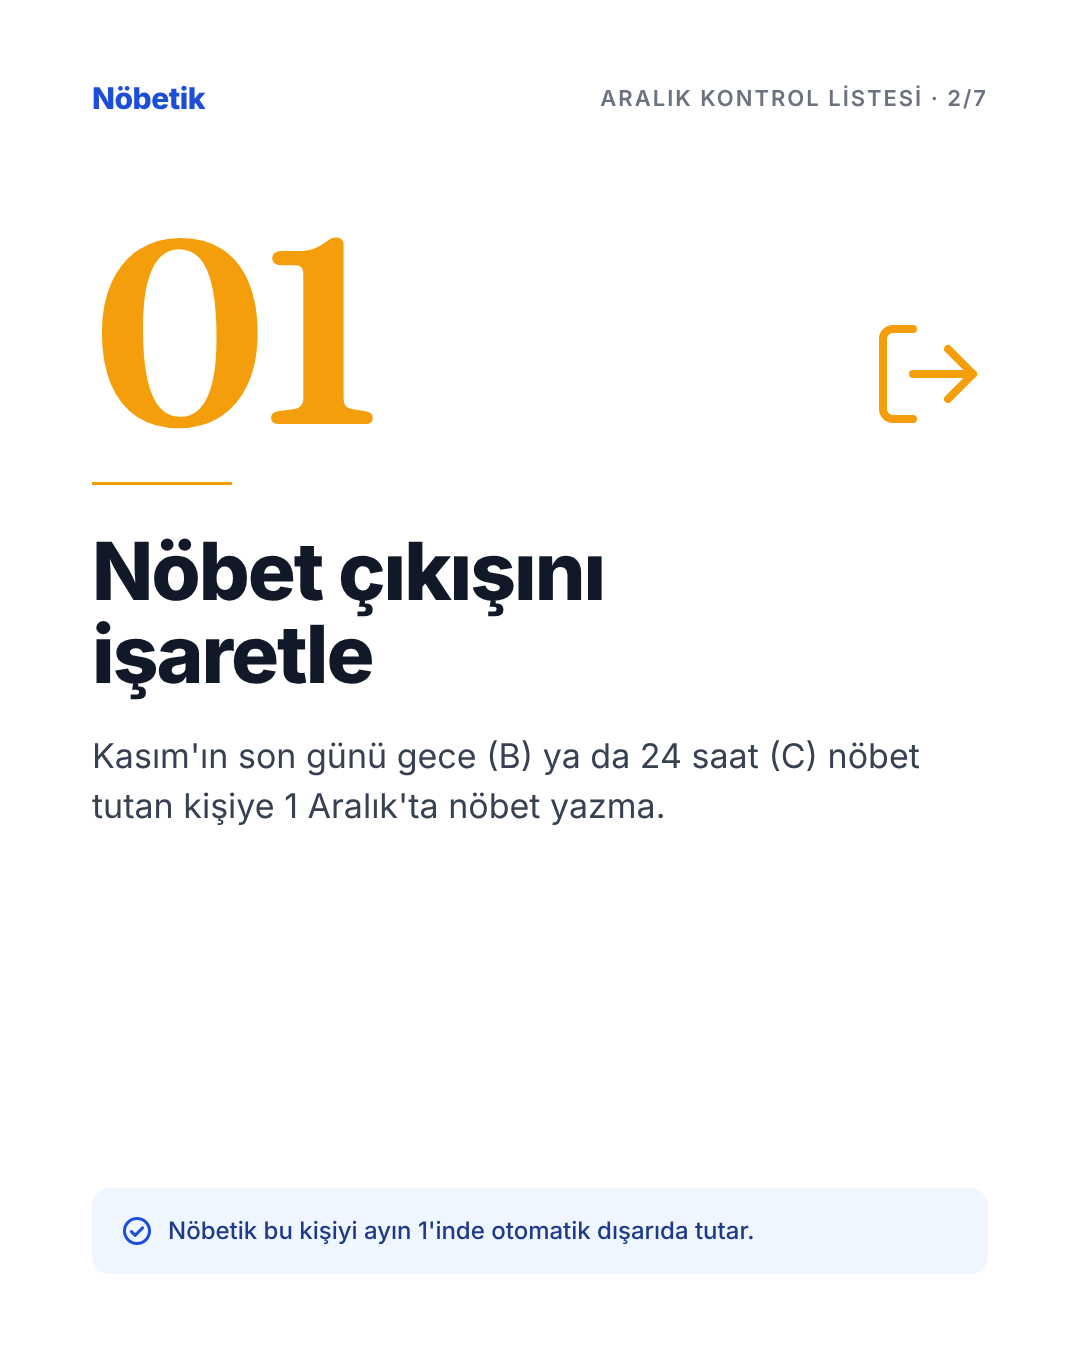 Nöbetik
ARALIK KONTROL LİSTESİ · 2/7
01
Nöbet çıkışını
işaretle
Kasım'ın son günü gece (B) ya da 24 saat (C) nöbet
tutan kişiye 1 Aralık'ta nöbet yazma.
Nöbetik bu kişiyi ayın 1'inde otomatik dışarıda tutar.